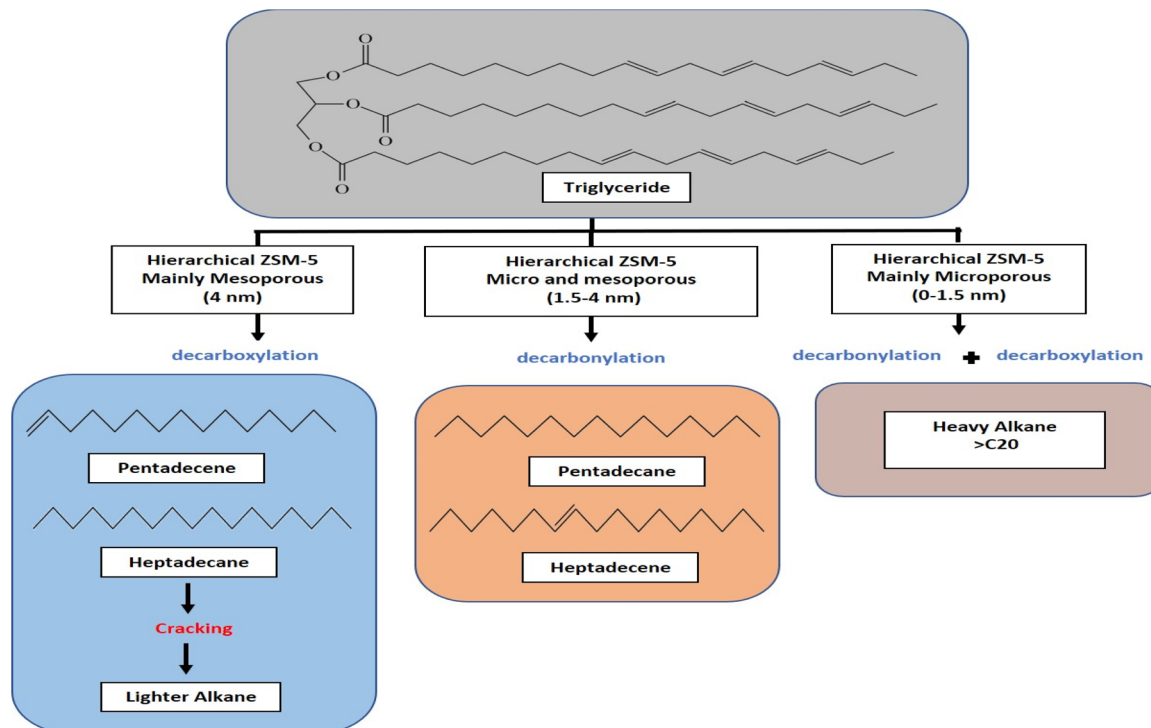 O
O
O
O
O
O
Triglyceride
Hierarchical ZSM-5
Mainly Mesoporous
(4 nm)
Hierarchical ZSM-5
Micro and mesoporous
(1.5-4 nm)
Hierarchical ZSM-5
Mainly Microporous
(0-1.5 nm)
decarboxylation
decarbonylation
decarbonylation + decarboxylation
Pentadecene
Heptadecane
Cracking
Lighter Alkane
Pentadecane
Heptadecene
Heavy Alkane
>C20